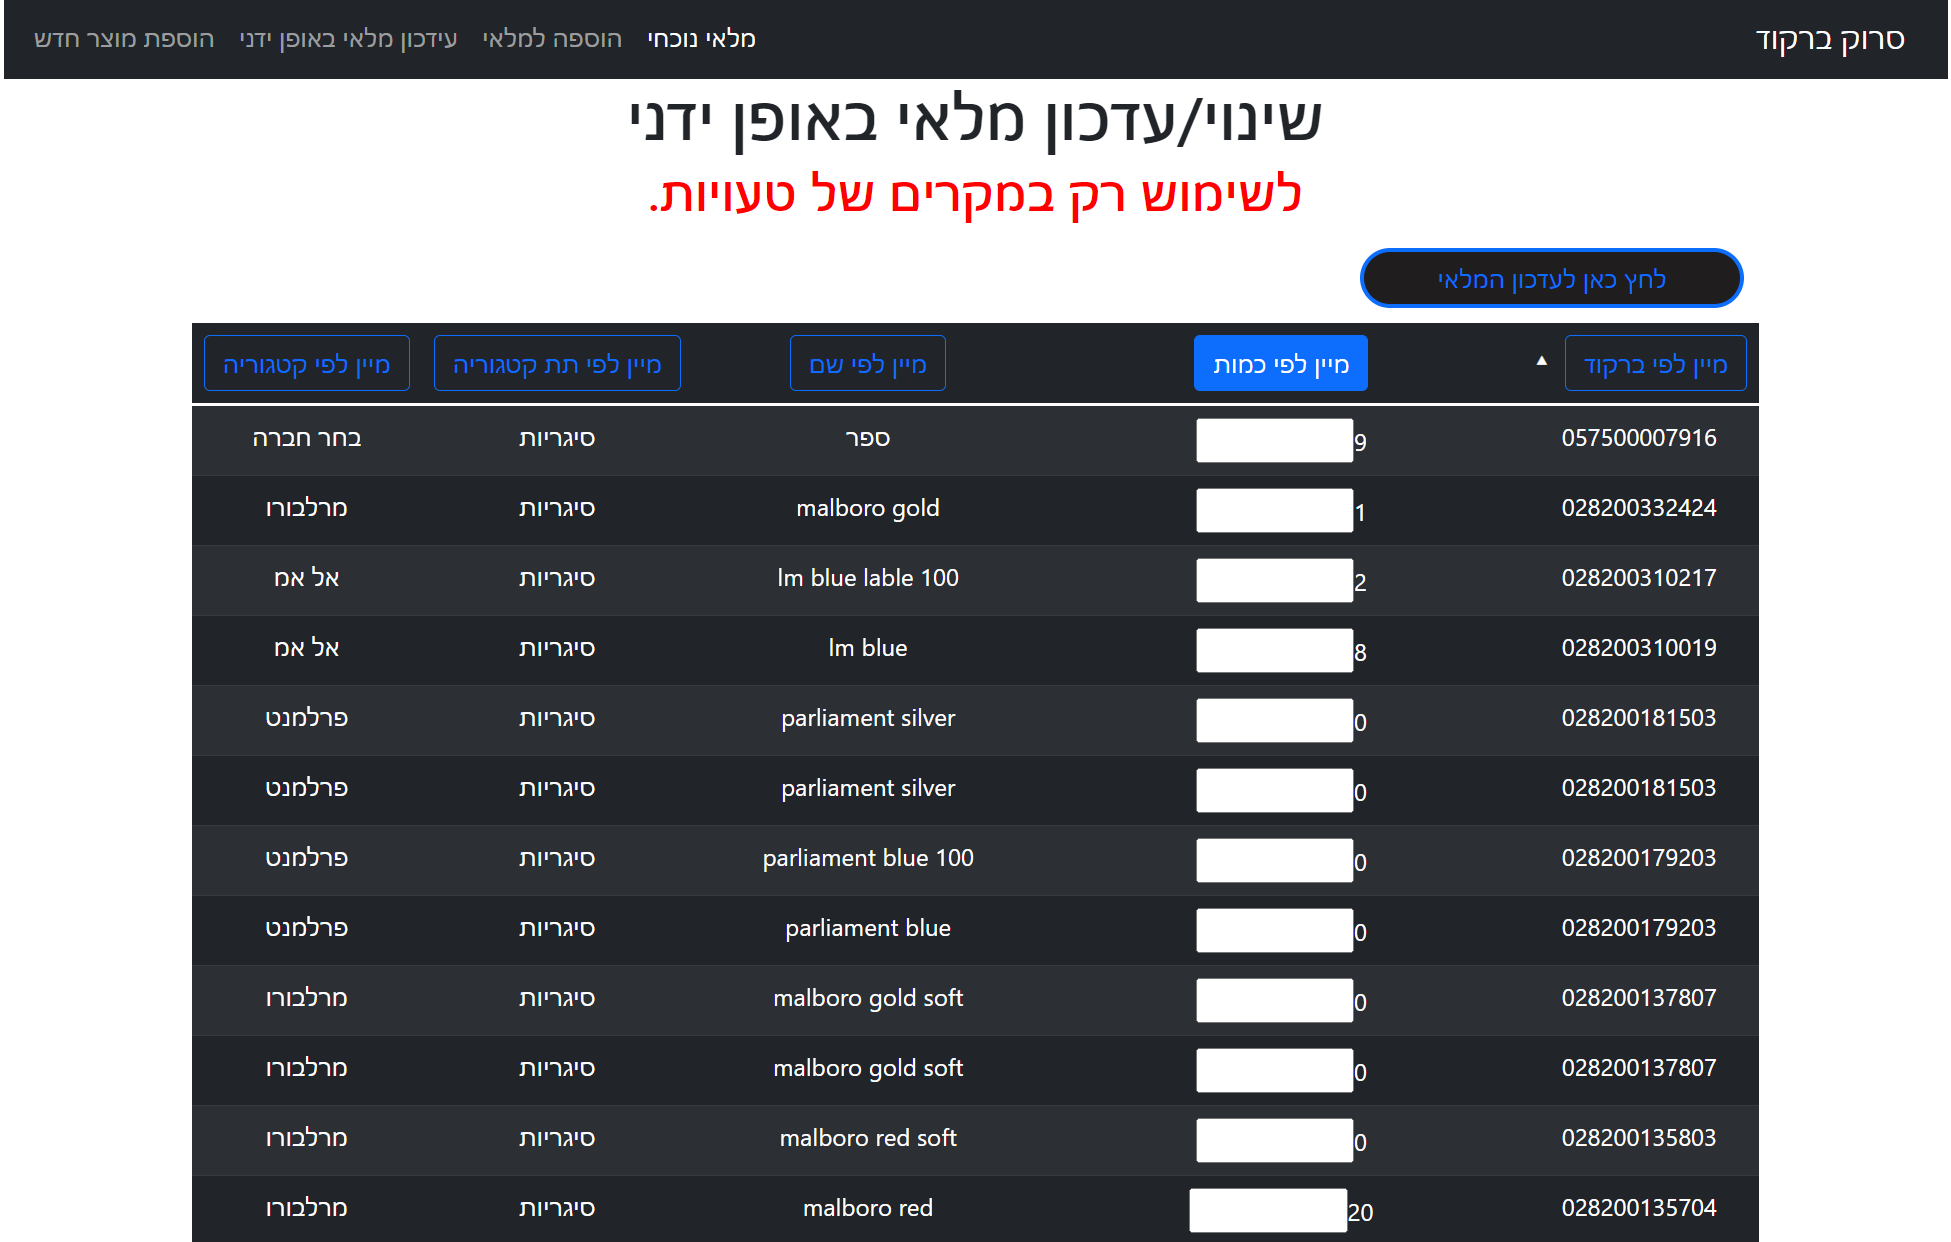 סרוק ברקוד
מלאי נוכחי הוספה למלאי עידכון מלאי באופן ידני הוספת מוצר חדש
שינוי/עדכון מלאי באופן ידני
לשימוש רק במקרים של טעויות.
לחץ כאן לעדכון המלאי
מיין לפי ברקוד ▲ מיין לפי כמות מיין לפי שם מיין לפי תת קטגוריה מיין לפי קטגוריה
057500007916 9 ספר סיגריות בחר חברה
028200332424 1 malboro gold סיגריות מרלבורו
028200310217 2 lm blue lable 100 סיגריות אל אמ
028200310019 8 lm blue סיגריות אל אמ
028200181503 0 parliament silver סיגריות פרלמנט
028200181503 0 parliament silver סיגריות פרלמנט
028200179203 0 parliament blue 100 סיגריות פרלמנט
028200179203 0 parliament blue סיגריות פרלמנט
028200137807 0 malboro gold soft סיגריות מרלבורו
028200137807 0 malboro gold soft סיגריות מרלבורו
028200135803 0 malboro red soft סיגריות מרלבורו
028200135704 20 malboro red סיגריות מרלבורו